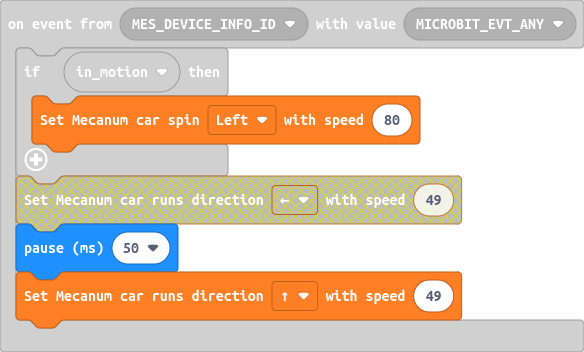 on event from MES_DEVICE_INFO_ID with value MICROBIT_EVT_ANY
if in_motion then
Set Mecanum car spin Left with speed 80
Set Mecanum car runs direction ← with speed 49
pause (ms) 50
Set Mecanum car runs direction ↑ with speed 49